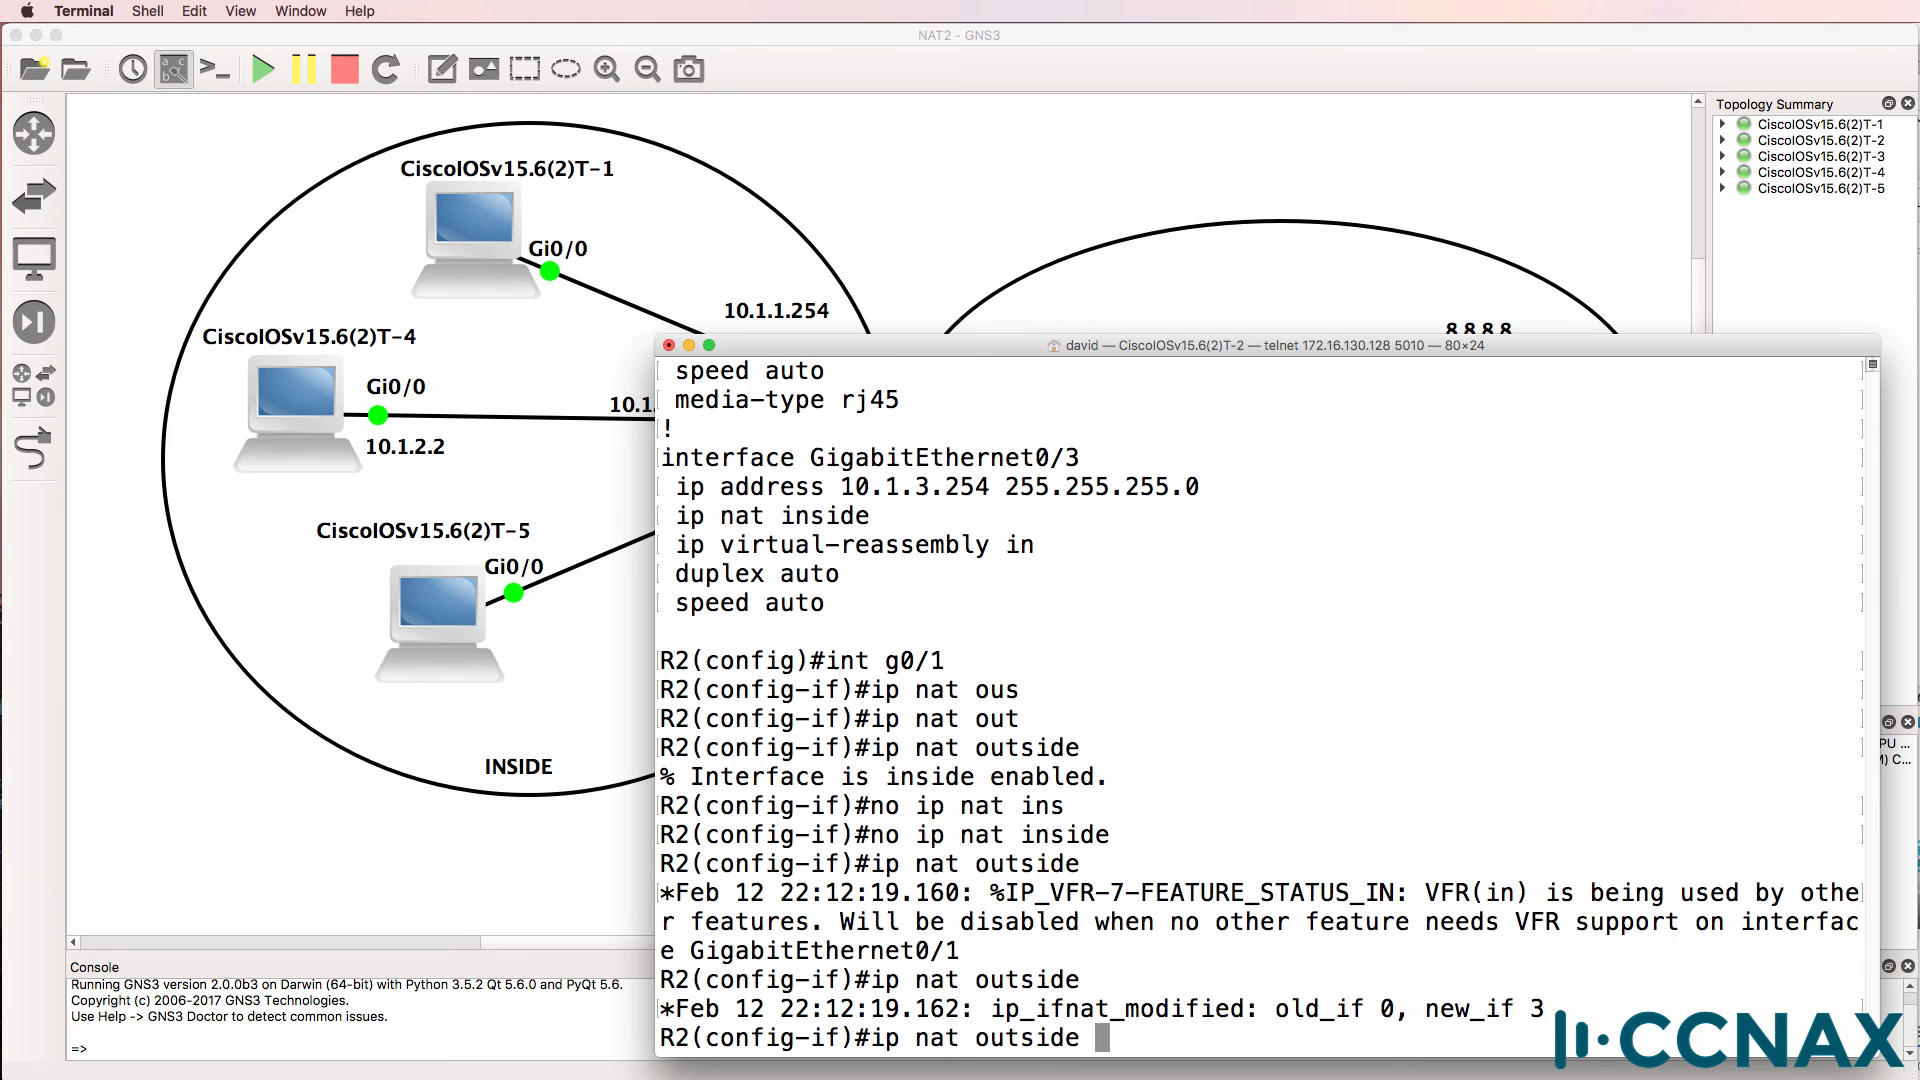 Terminal Shell Edit View Window Help
NAT2 - GNS3
Topology Summary
CiscoIOSv15.6(2)T-1
CiscoIOSv15.6(2)T-2
CiscoIOSv15.6(2)T-3
CiscoIOSv15.6(2)T-4
CiscoIOSv15.6(2)T-5
CiscoIOSv15.6(2)T-1
Gi0/0
10.1.1.254
CiscoIOSv15.6(2)T-4
Gi0/0
10.1.
10.1.2.2
CiscoIOSv15.6(2)T-5
Gi0/0
INSIDE
8.8.8.8
david — CiscoIOSv15.6(2)T-2 — telnet 172.16.130.128 5010 — 80×24
speed auto
media-type rj45
!
interface GigabitEthernet0/3
ip address 10.1.3.254 255.255.255.0
ip nat inside
ip virtual-reassembly in
duplex auto
speed auto
R2(config)#int g0/1
R2(config-if)#ip nat ous
R2(config-if)#ip nat out
R2(config-if)#ip nat outside
% Interface is inside enabled.
R2(config-if)#no ip nat ins
R2(config-if)#no ip nat inside
R2(config-if)#ip nat outside
*Feb 12 22:12:19.160: %IP_VFR-7-FEATURE_STATUS_IN: VFR(in) is being used by othe
r features. Will be disabled when no other feature needs VFR support on interfac
e GigabitEthernet0/1
R2(config-if)#ip nat outside
*Feb 12 22:12:19.162: ip_ifnat_modified: old_if 0, new_if 3
R2(config-if)#ip nat outside
PU ...
M) C...
Console
Running GNS3 version 2.0.0b3 on Darwin (64-bit) with Python 3.5.2 Qt 5.6.0 and PyQt 5.6.
Copyright (c) 2006-2017 GNS3 Technologies.
Use Help -> GNS3 Doctor to detect common issues.
=>
CCNAX